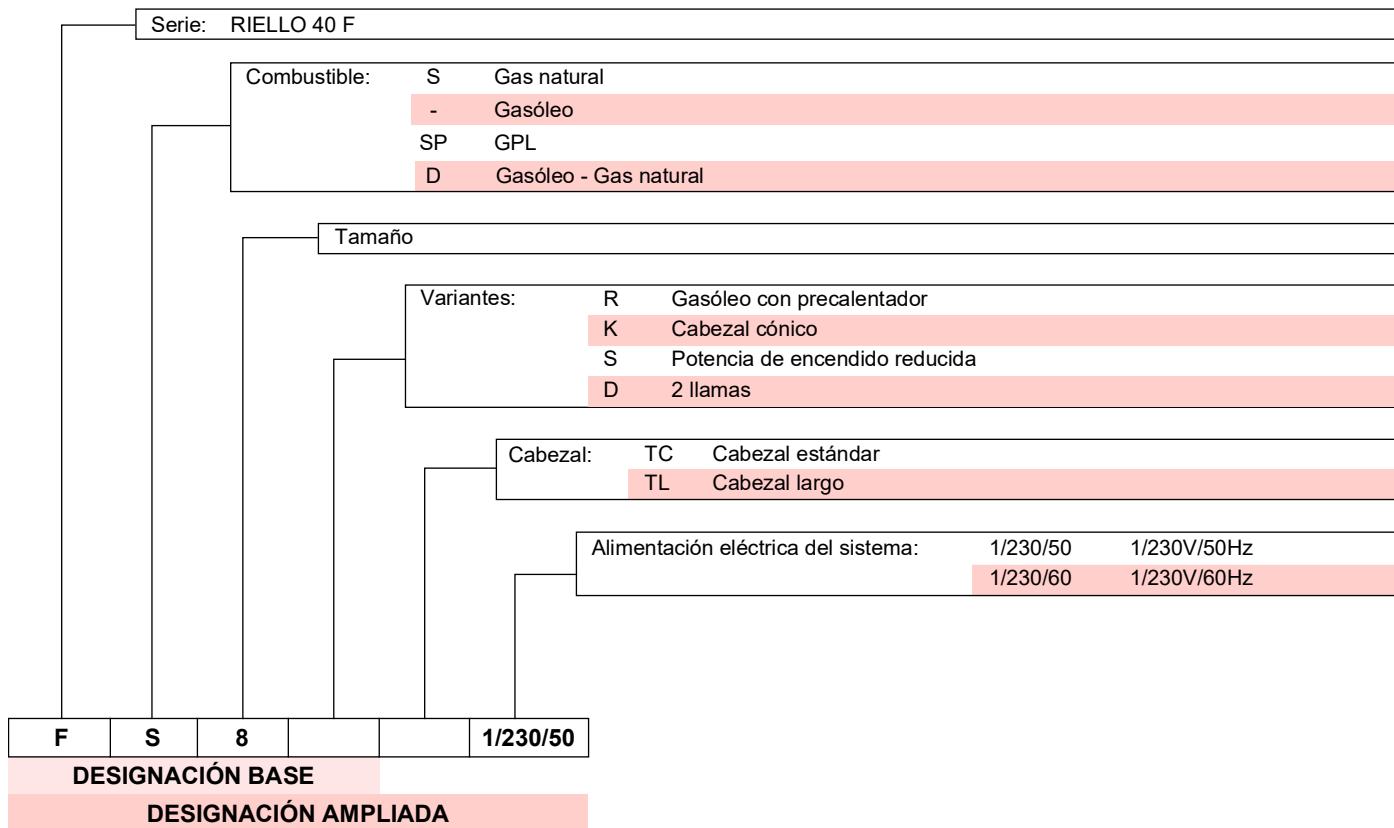 Serie: RIELLO 40 F
Combustible: S Gas natural
- Gasóleo
SP GPL
D Gasóleo - Gas natural
Tamaño
Variantes: R Gasóleo con precalentador
K Cabezal cónico
S Potencia de encendido reducida
D 2 llamas
Cabezal: TC Cabezal estándar
TL Cabezal largo
Alimentación eléctrica del sistema: 1/230/50 1/230V/50Hz
1/230/60 1/230V/60Hz
F S 8 1/230/50
DESIGNACIÓN BASE
DESIGNACIÓN AMPLIADA